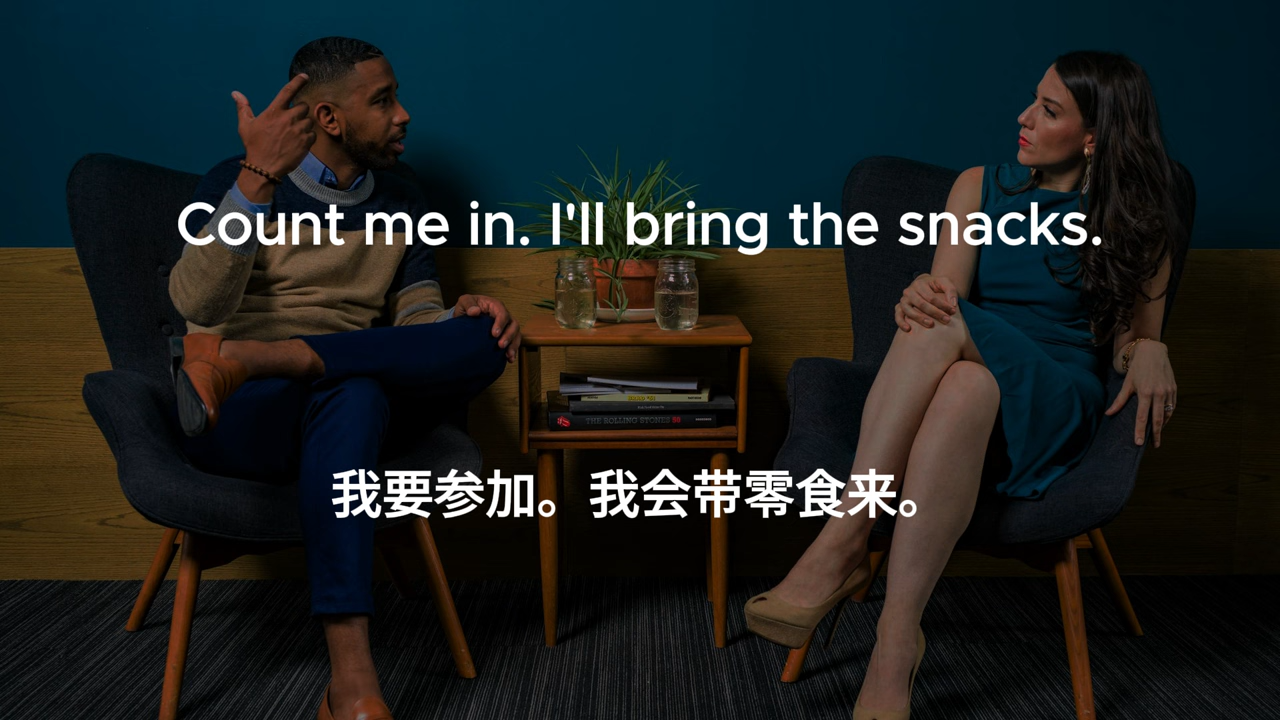 Count me in. I'll bring the snacks.
THE ROLLING STONES
我要参加。我会带零食来。